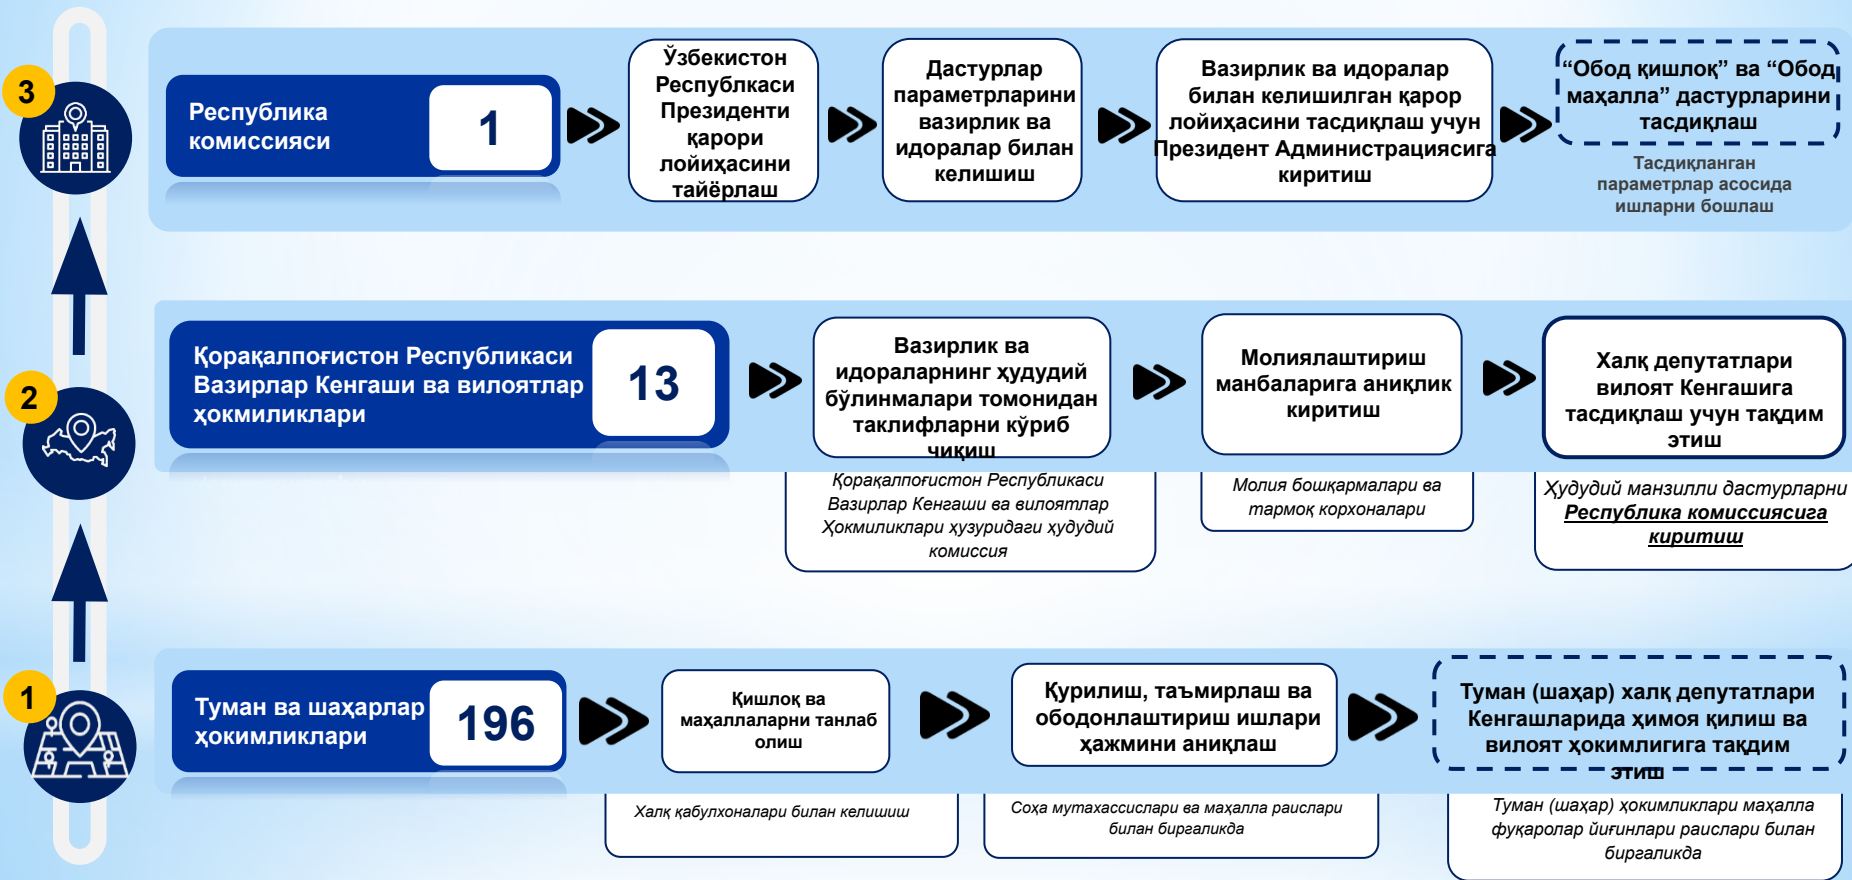 3
Республика
комиссияси
1
Ўзбекистон
Республкаси
Президенти
қарори
лойиҳасини
тайёрлаш
Дастурлар
параметрларини
вазирлик ва
идоралар билан
келишиш
Вазирлик ва идоралар
билан келишилган қарор
лойиҳасини тасдиқлаш учун
Президент Администрациясига
киритиш
“Обод қишлоқ” ва “Обод
маҳалла” дастурларини
тасдиқлаш
Тасдиқланган
параметрлар асосида
ишларни бошлаш
2
Қорақалпоғистон Республикаси
Вазирлар Кенгаши ва вилоятлар
ҳокмиликлари
13
Вазирлик ва
идораларнинг ҳудудий
бўлинмалари томонидан
таклифларни кўриб
чиқиш
Қорақалпоғистон Республикаси
Вазирлар Кенгаши ва вилоятлар
Ҳокмиликлари ҳузуридаги ҳудудий
комиссия
Молиялаштириш
манбаларига аниқлик
киритиш
Молия бошқармалари ва
тармоқ корхоналари
Халқ депутатлари
вилоят Кенгашига
тасдиқлаш учун тақдим
этиш
Ҳудудий манзилли дастурларни
Республика комиссиясига
киритиш
1
Туман ва шаҳарлар
ҳокимликлари
196
Қишлоқ ва
маҳаллаларни танлаб
олиш
Халқ қабулхоналари билан келишиш
Қурилиш, таъмирлаш ва
ободонлаштириш ишлари
ҳажмини аниқлаш
Соҳа мутахассислари ва маҳалла раислари
билан биргаликда
Туман (шаҳар) халқ депутатлари
Кенгашларида ҳимоя қилиш ва
вилоят ҳокимлигига тақдим
этиш
Туман (шаҳар) ҳокимликлари маҳалла
фуқаролар йиғинлари раислари билан
биргаликда